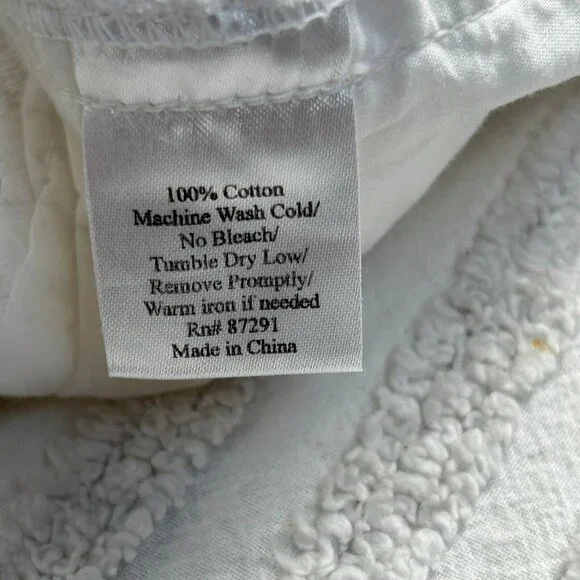 100% Cotton
Machine Wash Cold/
No Bleach/
Tumble Dry Low/
Remove Promptly/
Warm iron if needed
Rn# 87291
Made in China